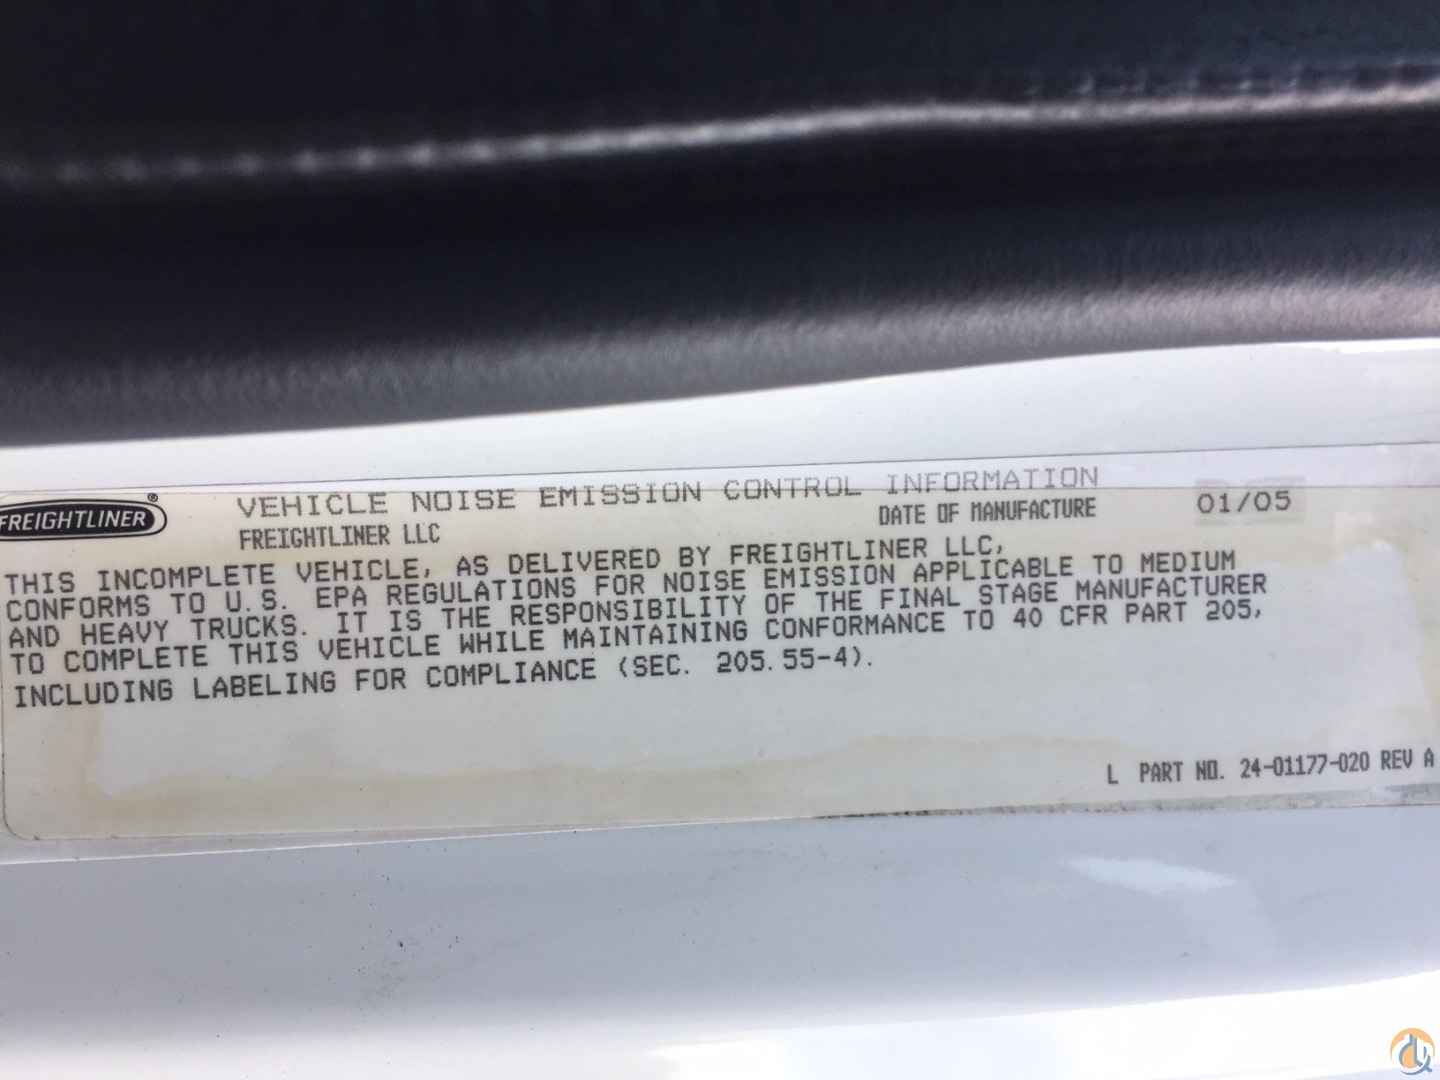 FREIGHTLINER ®
VEHICLE NOISE EMISSION CONTROL INFORMATION
FREIGHTLINER LLC
DATE OF MANUFACTURE 01/05
THIS INCOMPLETE VEHICLE, AS DELIVERED BY FREIGHTLINER LLC,
CONFORMS TO U.S. EPA REGULATIONS FOR NOISE EMISSION APPLICABLE TO MEDIUM
AND HEAVY TRUCKS. IT IS THE RESPONSIBILITY OF THE FINAL STAGE MANUFACTURER
TO COMPLETE THIS VEHICLE WHILE MAINTAINING CONFORMANCE TO 40 CFR PART 205,
INCLUDING LABELING FOR COMPLIANCE (SEC. 205.55-4).
L PART NO. 24-01177-020 REV A